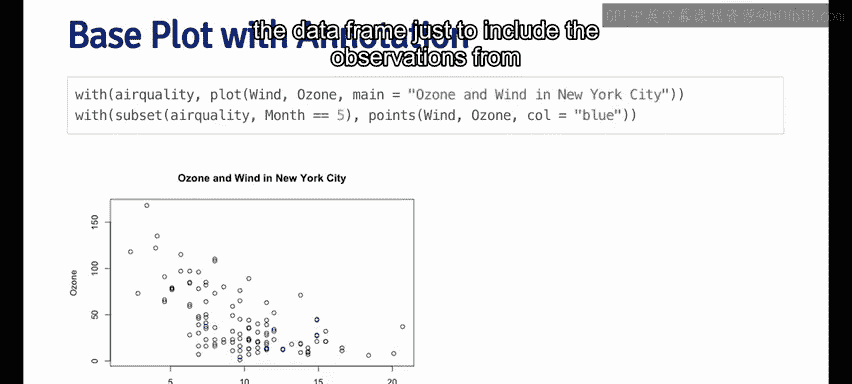 Base Plot with Annotation
the data frame just to include the
observations from
with(airquality, plot(Wind, Ozone, main = "Ozone and Wind in New York City"))
with(subset(airquality, Month == 5), points(Wind, Ozone, col = "blue"))
Ozone and Wind in New York City
Ozone
150
100
50
0
5
10
15
20